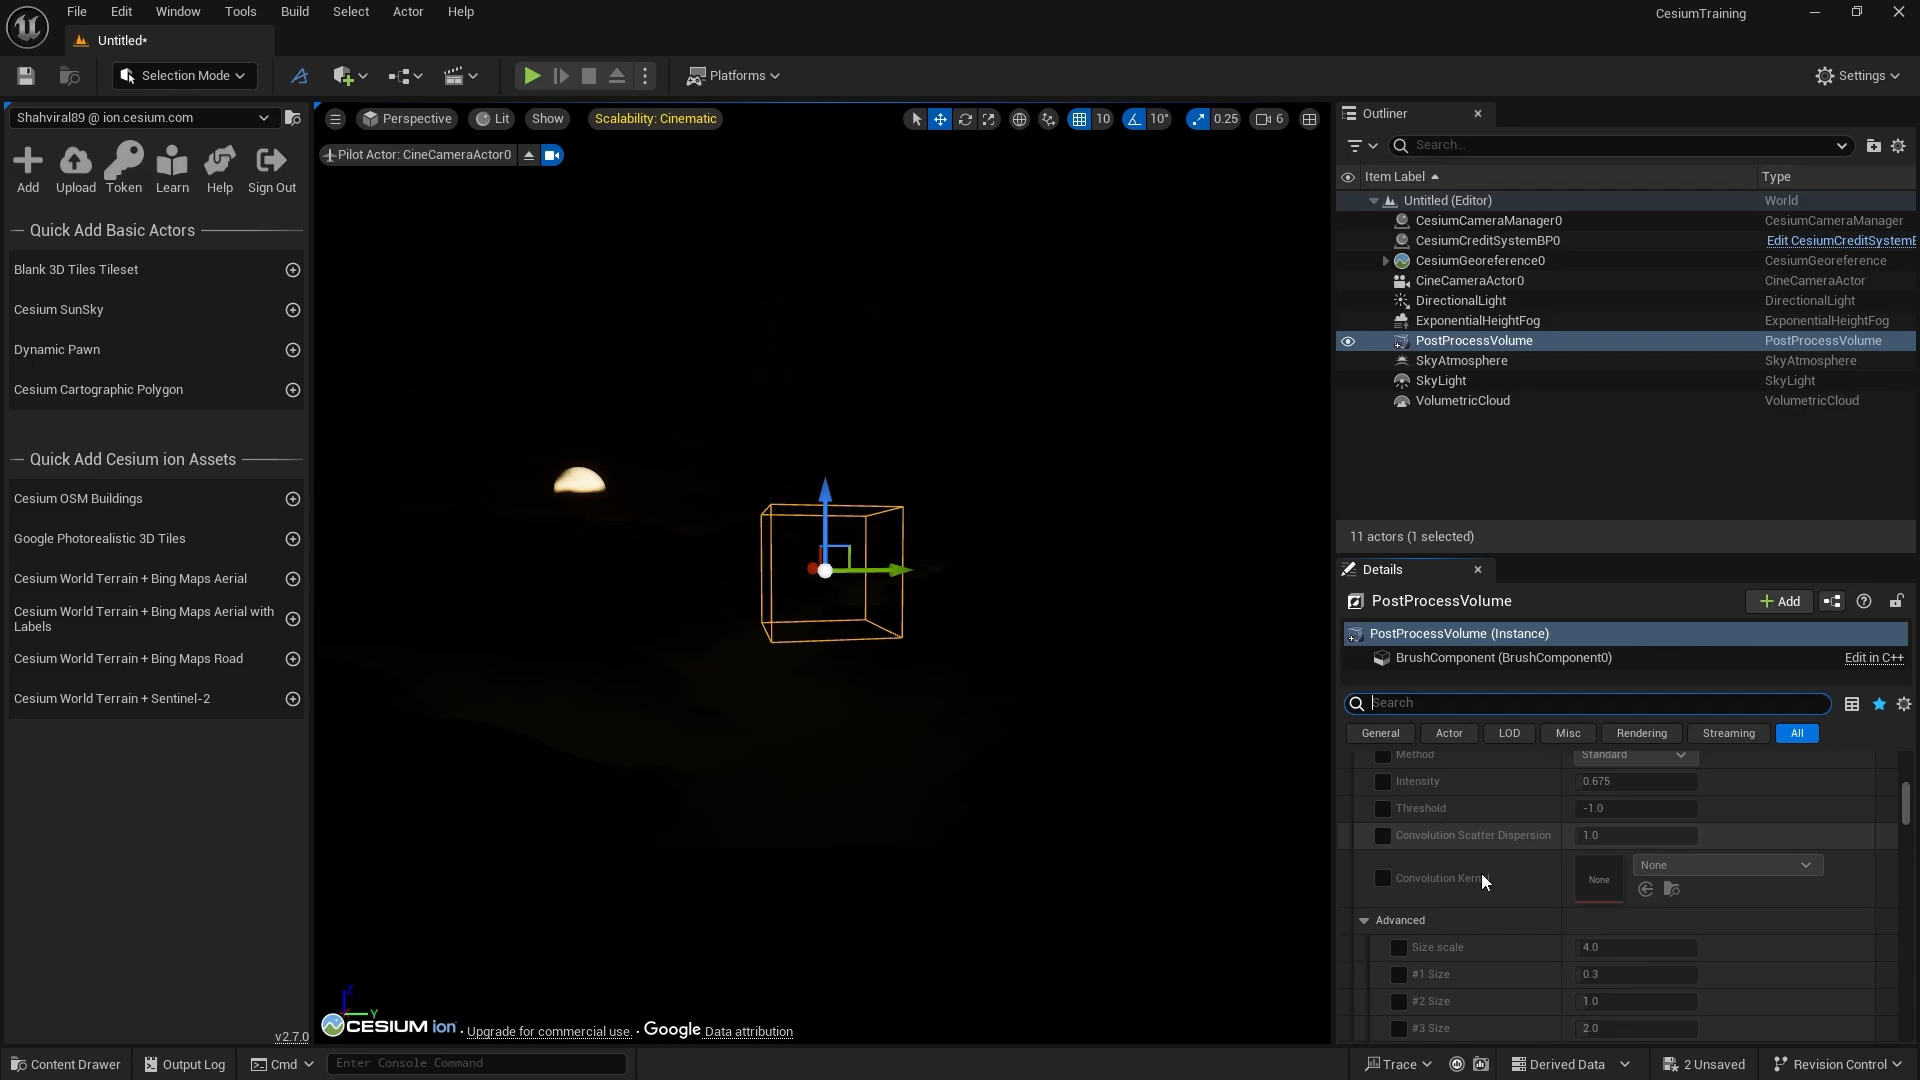 File Edit Window Tools Build Select Actor Help
CesiumTraining
Untitled*
Selection Mode
Platforms
Settings
Shahviral89 @ ion.cesium.com
Add Upload Token Learn Help Sign Out
Quick Add Basic Actors
Blank 3D Tiles Tileset
Cesium SunSky
Dynamic Pawn
Cesium Cartographic Polygon
Quick Add Cesium ion Assets
Cesium OSM Buildings
Google Photorealistic 3D Tiles
Cesium World Terrain + Bing Maps Aerial
Cesium World Terrain + Bing Maps Aerial with
Labels
Cesium World Terrain + Bing Maps Road
Cesium World Terrain + Sentinel-2
v2.7.0
Perspective Lit Show Scalability: Cinematic 10 10° 0.25 6
Pilot Actor: CineCameraActor0
Z
Y
CESIUM ion · Upgrade for commercial use. · Google Data attribution
Outliner
Search...
Item Label Type
Untitled (Editor) World
CesiumCameraManager0 CesiumCameraManager
CesiumCreditSystemBP0 Edit CesiumCreditSystemB
CesiumGeoreference0 CesiumGeoreference
CineCameraActor0 CineCameraActor
DirectionalLight DirectionalLight
ExponentialHeightFog ExponentialHeightFog
PostProcessVolume PostProcessVolume
SkyAtmosphere SkyAtmosphere
SkyLight SkyLight
VolumetricCloud VolumetricCloud
11 actors (1 selected)
Details
PostProcessVolume Add
PostProcessVolume (Instance)
BrushComponent (BrushComponent0) Edit in C++
Search
General Actor LOD Misc Rendering Streaming All
Method Standard
Intensity 0.675
Threshold -1.0
Convolution Scatter Dispersion 1.0
Convolution Kernel None None
Advanced
Size scale 4.0
#1 Size 0.3
#2 Size 1.0
#3 Size 2.0
Content Drawer Output Log Cmd Enter Console Command Trace Derived Data 2 Unsaved Revision Control